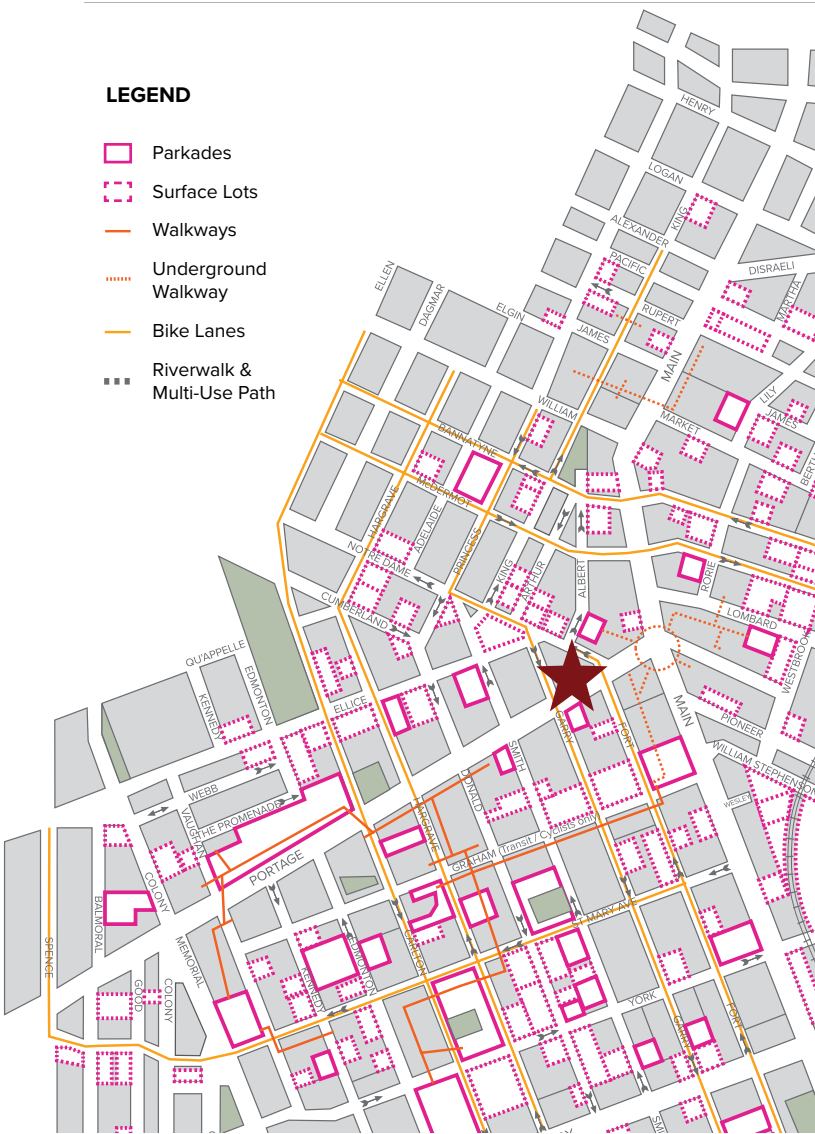 LEGEND
Parkades
Surface Lots
Walkways
Underground
Walkway
Bike Lanes
Riverwalk &
Multi-Use Path
HENRY
LOGAN
KING
ALEXANDER
PACIFIC
DISRAELI
MARTHA
ELLEN
DAGMAR
ELGIN
JAMES
RUPERT
MAIN
LILY
JAMES
WILLIAM
MARKET
BANNATYNE
McDERMOT
HARGRAVE
ADELAIDE
PRINCESS
NOTRE DAME
CUMBERLAND
KING
ARTHUR
ALBERT
RORIE
LOMBARD
WESTBROOK
QU'APPELLE
KENNEDY
EDMONTON
ELLICE
GARRY
FORT
MAIN
PIONEER
WILLIAM STEPHENSON
WESLEY
WEBB
THE PROMENADE
VAUGHAN
SMITH
DONALD
HARGRAVE
GRAHAM (Transit / Cyclists only)
PORTAGE
COLONY
BALMORAL
SPENCE
MEMORIAL
GOOD
COLONY
KENNEDY
EDMONTON
CARLTON
ST MARY AVE
YORK
GARRY
FORT